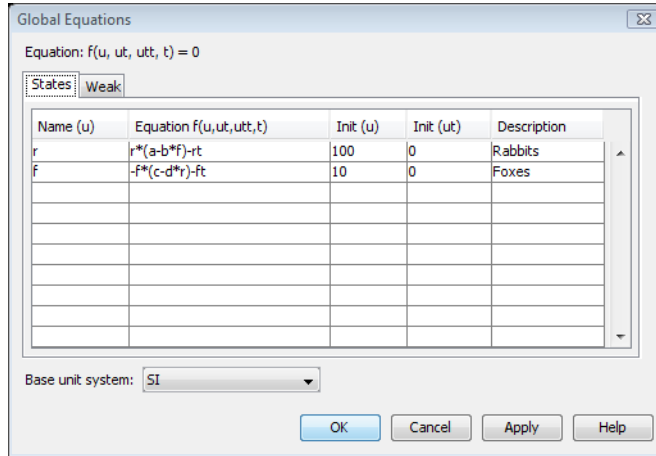 Global Equations
Equation: f(u, ut, utt, t) = 0
States Weak
Name (u) Equation f(u,ut,utt,t) Init (u) Init (ut) Description
r r*(a-b*f)-rt 100 0 Rabbits
f -f*(c-d*r)-ft 10 0 Foxes
Base unit system: SI
OK Cancel Apply Help